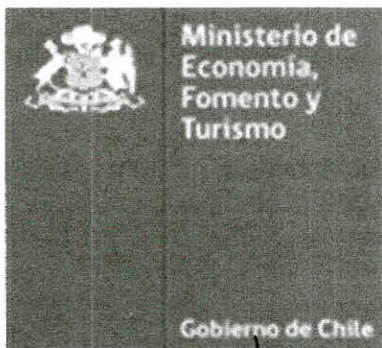 Ministerio de
Economía,
Fomento y
Turismo
Gobierno de Chile